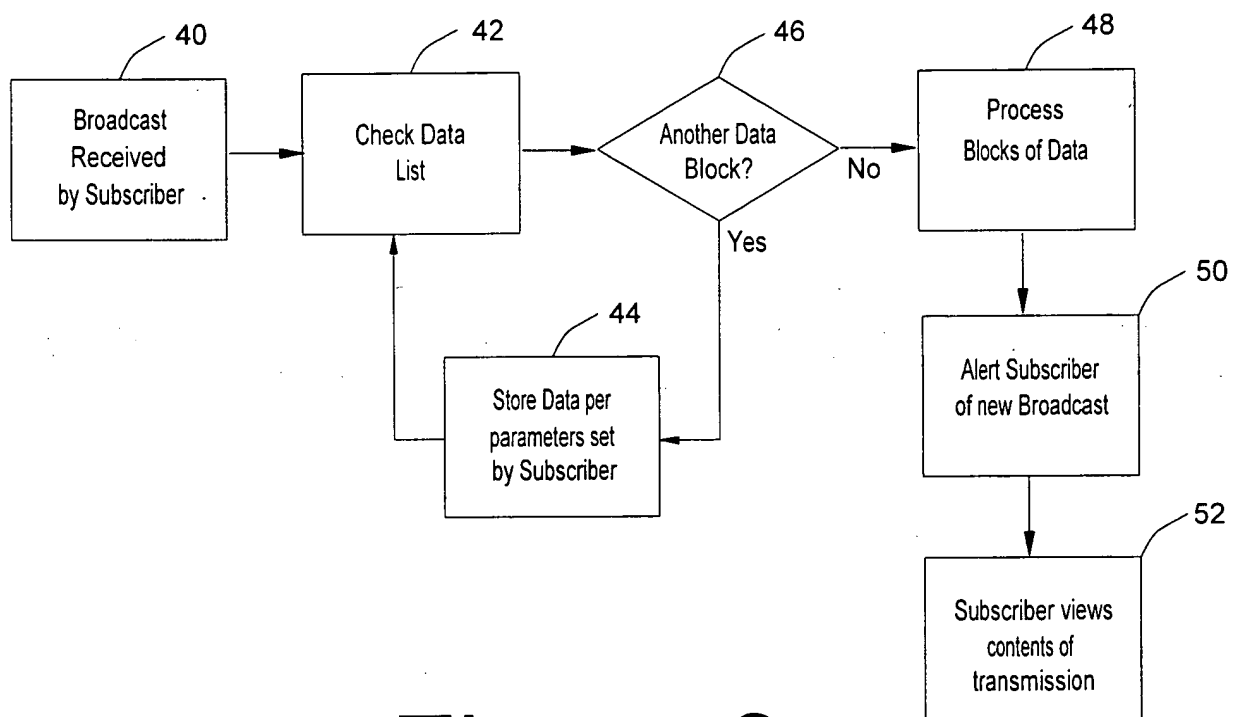 40
42
46
48
Broadcast
Received
by Subscriber
Check Data
List
Another Data
Block?
No
Process
Blocks of Data
Yes
50
44
Alert Subscriber
of new Broadcast
Store Data per
parameters set
by Subscriber
52
Subscriber views
contents of
transmission